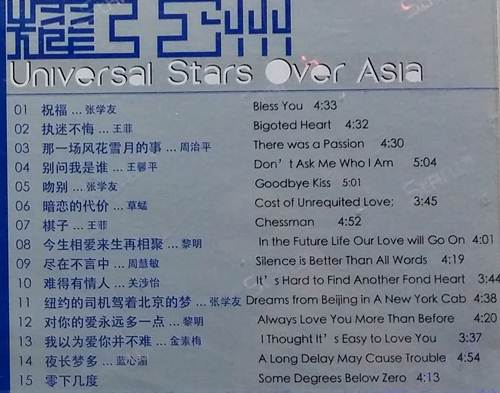 耀 亚洲
Universal Stars Over Asia
01 祝福 ... 张学友 Bless You 4:33
02 执迷不悔 ... 王菲 Bigoted Heart 4:32
03 那一场风花雪月的事 ... 周治平 There was a Passion 4:30
04 别问我是谁 ... 王馨平 Don't Ask Me Who I Am 5:04
05 吻别 ... 张学友 Goodbye Kiss 5:01
06 暗恋的代价 ... 草蜢 Cost of Unrequited Love; 3:45
07 棋子 ... 王菲 Chessman 4:52
08 今生相爱来生再相聚 ... 黎明 In the Future Life Our Love will Go On 4:01
09 尽在不言中 ... 周慧敏 Silence is Better Than All Words 4:19
10 难得有情人 ... 关涉怡 It's Hard to Find Another Fond Heart 3:44
11 纽约的司机驾着北京的梦 ... 张学友 Dreams from Beijing in A New York Cab 4:38
12 对你的爱永远多一点 ... 黎明 Always Love You More Than Before 4:20
13 我以为爱你并不难 ... 金素梅 I Thought It's Easy to Love You 3:37
14 夜长梦多 ... 蓝心湄 A Long Delay May Cause Trouble 4:54
15 零下几度 Some Degrees Below Zero 4:13